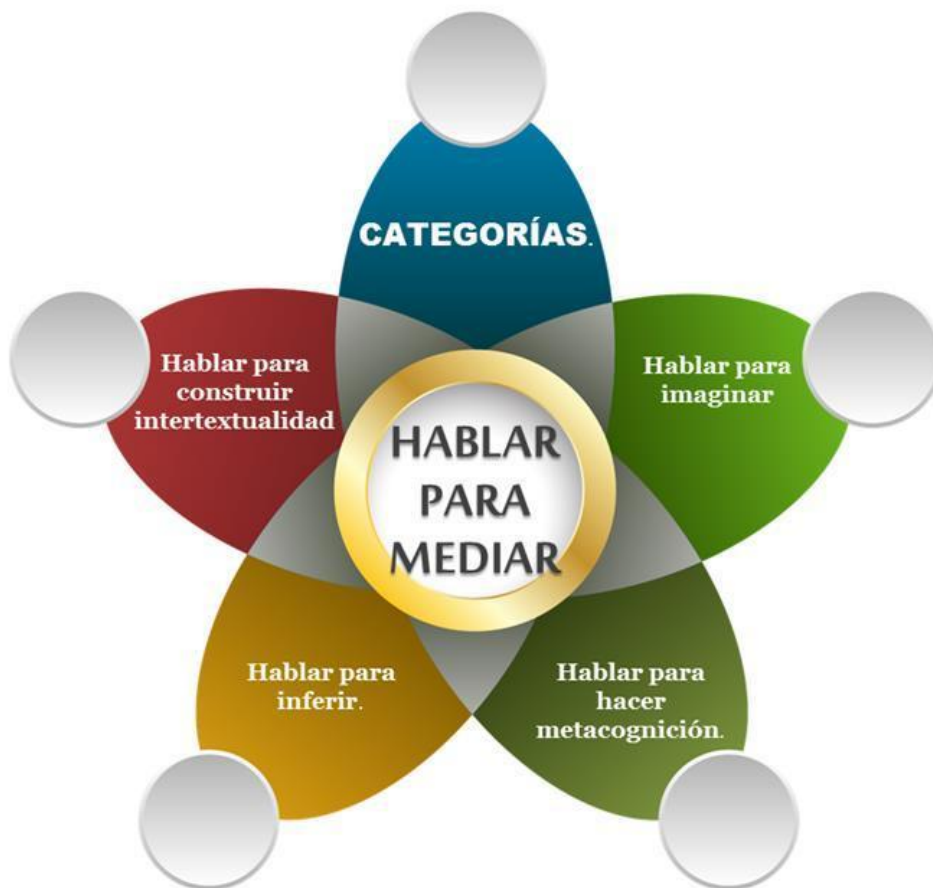 CATEGORÍAS.
Hablar para
construir
intertextualidad
Hablar para
imaginar
HABLAR
PARA
MEDIAR
Hablar para
inferir.
Hablar para
hacer
metacognición.